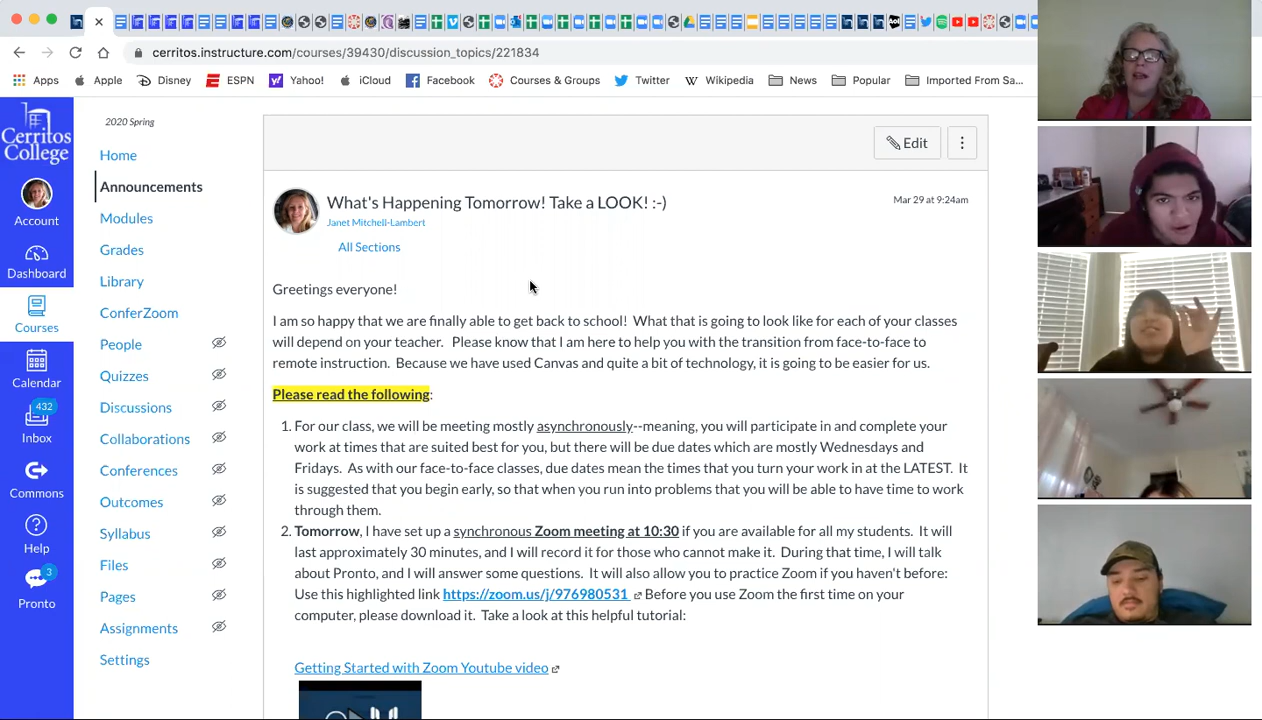 cerritos.instructure.com/courses/39430/discussion_topics/221834
Apps Apple Disney ESPN Yahoo! iCloud Facebook Courses & Groups Twitter Wikipedia News Popular Imported From Sa...
Cerritos
College
Account
Dashboard
Courses
Calendar
432
Inbox
Commons
Help
3
Pronto
2020 Spring
Home
Announcements
Modules
Grades
Library
ConferZoom
People
Quizzes
Discussions
Collaborations
Conferences
Outcomes
Syllabus
Files
Pages
Assignments
Settings
Edit
What's Happening Tomorrow! Take a LOOK! :-)
Mar 29 at 9:24am
Janet Mitchell-Lambert
All Sections
Greetings everyone!
I am so happy that we are finally able to get back to school! What that is going to look like for each of your classes
will depend on your teacher. Please know that I am here to help you with the transition from face-to-face to
remote instruction. Because we have used Canvas and quite a bit of technology, it is going to be easier for us.
Please read the following:
1. For our class, we will be meeting mostly asynchronously--meaning, you will participate in and complete your
work at times that are suited best for you, but there will be due dates which are mostly Wednesdays and
Fridays. As with our face-to-face classes, due dates mean the times that you turn your work in at the LATEST. It
is suggested that you begin early, so that when you run into problems that you will be able to have time to work
through them.
2. Tomorrow, I have set up a synchronous Zoom meeting at 10:30 if you are available for all my students. It will
last approximately 30 minutes, and I will record it for those who cannot make it. During that time, I will talk
about Pronto, and I will answer some questions. It will also allow you to practice Zoom if you haven't before:
Use this highlighted link https://zoom.us/j/976980531 Before you use Zoom the first time on your
computer, please download it. Take a look at this helpful tutorial:
Getting Started with Zoom Youtube video